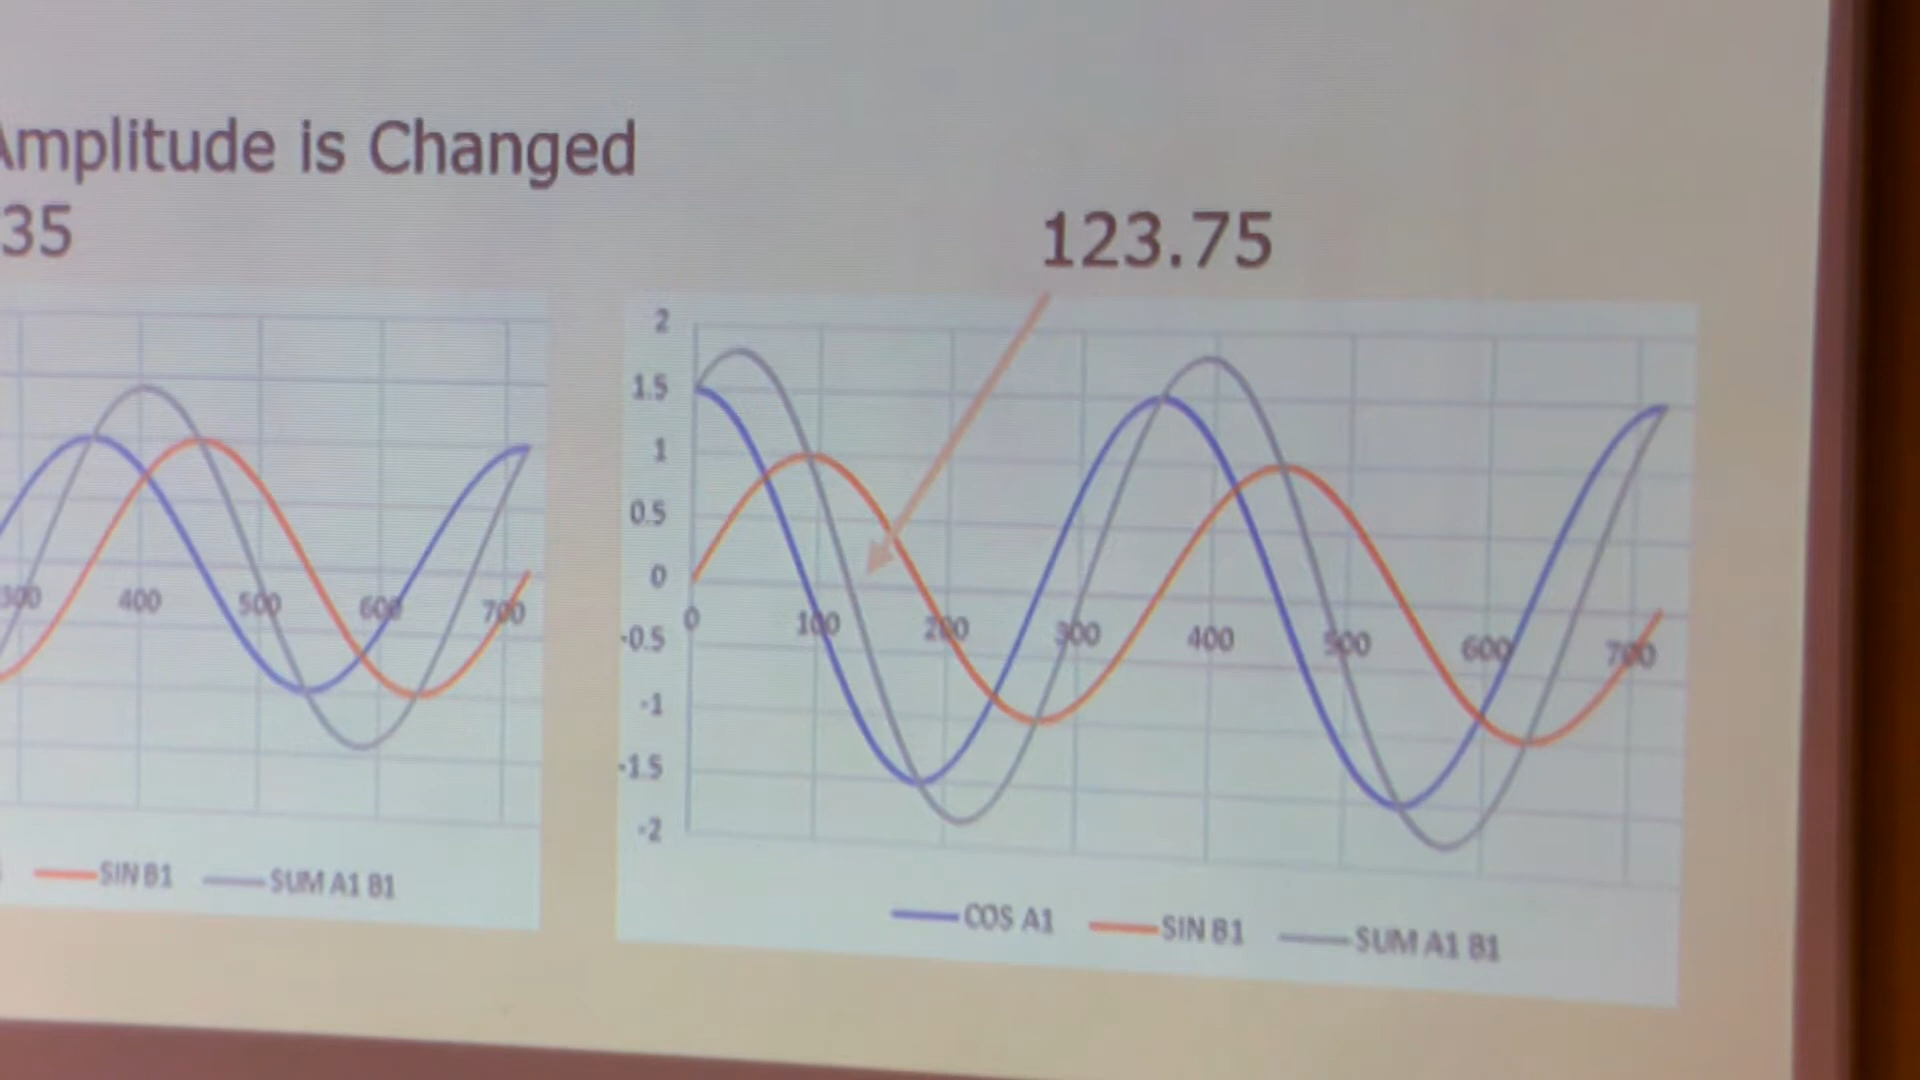 Amplitude is Changed
35
123.75
300 400 500 600 700
SIN B1 SUM A1 B1
2
1.5
1
0.5
0
-0.5
-1
-1.5
-2
0 100 200 300 400 500 600 700
COS A1 SIN B1 SUM A1 B1